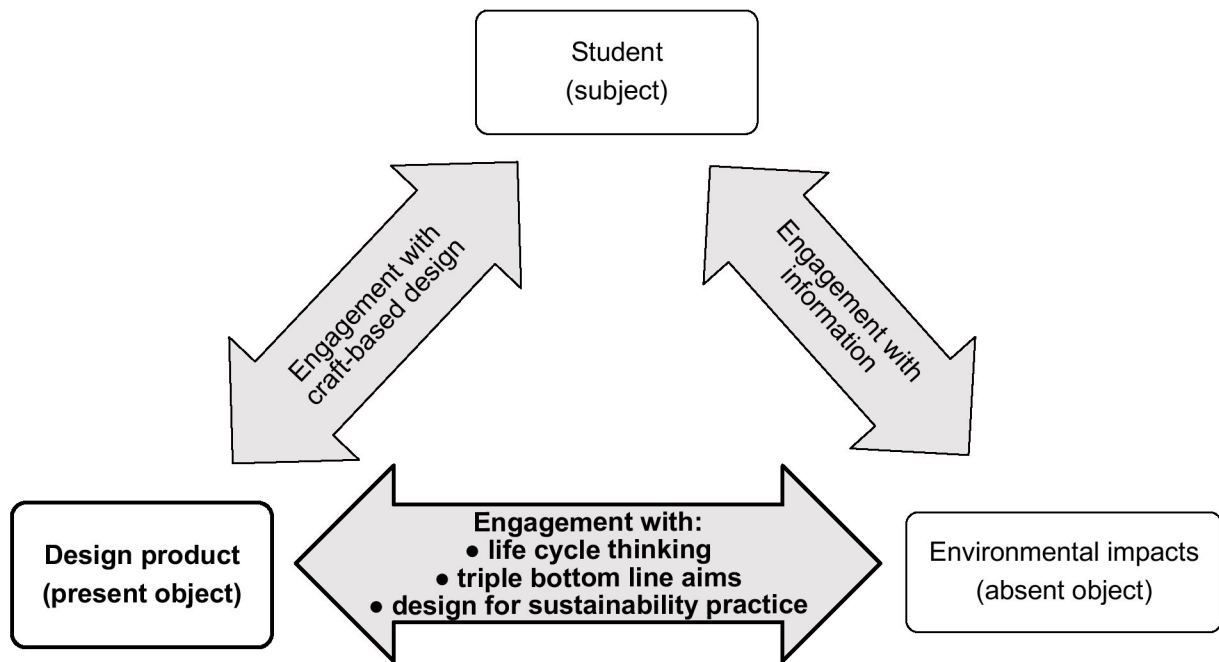 Student
(subject)
Engagement with
craft-based design
Engagement with
information
Design product
(present object)
Engagement with:
● life cycle thinking
● triple bottom line aims
● design for sustainability practice
Environmental impacts
(absent object)